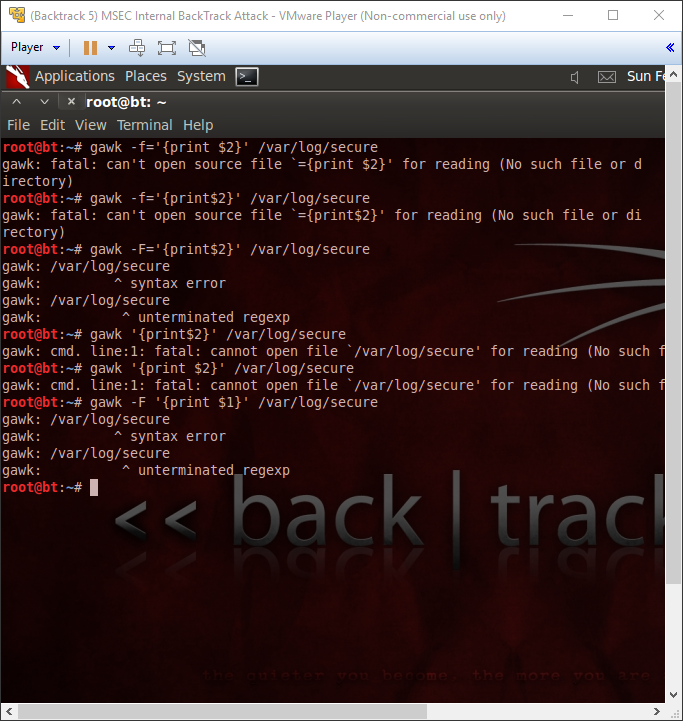 (Backtrack 5) MSEC Internal BackTrack Attack - VMware Player (Non-commercial use only)
Player
Applications Places System Sun Fe
root@bt: ~
File Edit View Terminal Help
root@bt:~# gawk -f='{print $2}' /var/log/secure
gawk: fatal: can't open source file `={print $2}' for reading (No such file or d
irectory)
root@bt:~# gawk -f='{print$2}' /var/log/secure
gawk: fatal: can't open source file `={print$2}' for reading (No such file or di
rectory)
root@bt:~# gawk -F='{print$2}' /var/log/secure
gawk: /var/log/secure
gawk:         ^ syntax error
gawk: /var/log/secure
gawk:          ^ unterminated regexp
root@bt:~# gawk '{print$2}' /var/log/secure
gawk: cmd. line:1: fatal: cannot open file `/var/log/secure' for reading (No such f
root@bt:~# gawk '{print $2}' /var/log/secure
gawk: cmd. line:1: fatal: cannot open file `/var/log/secure' for reading (No such f
root@bt:~# gawk -F '{print $1}' /var/log/secure
gawk: /var/log/secure
gawk:         ^ syntax error
gawk: /var/log/secure
gawk:          ^ unterminated regexp
root@bt:~#
<< back | track
the quieter you become, the more you are